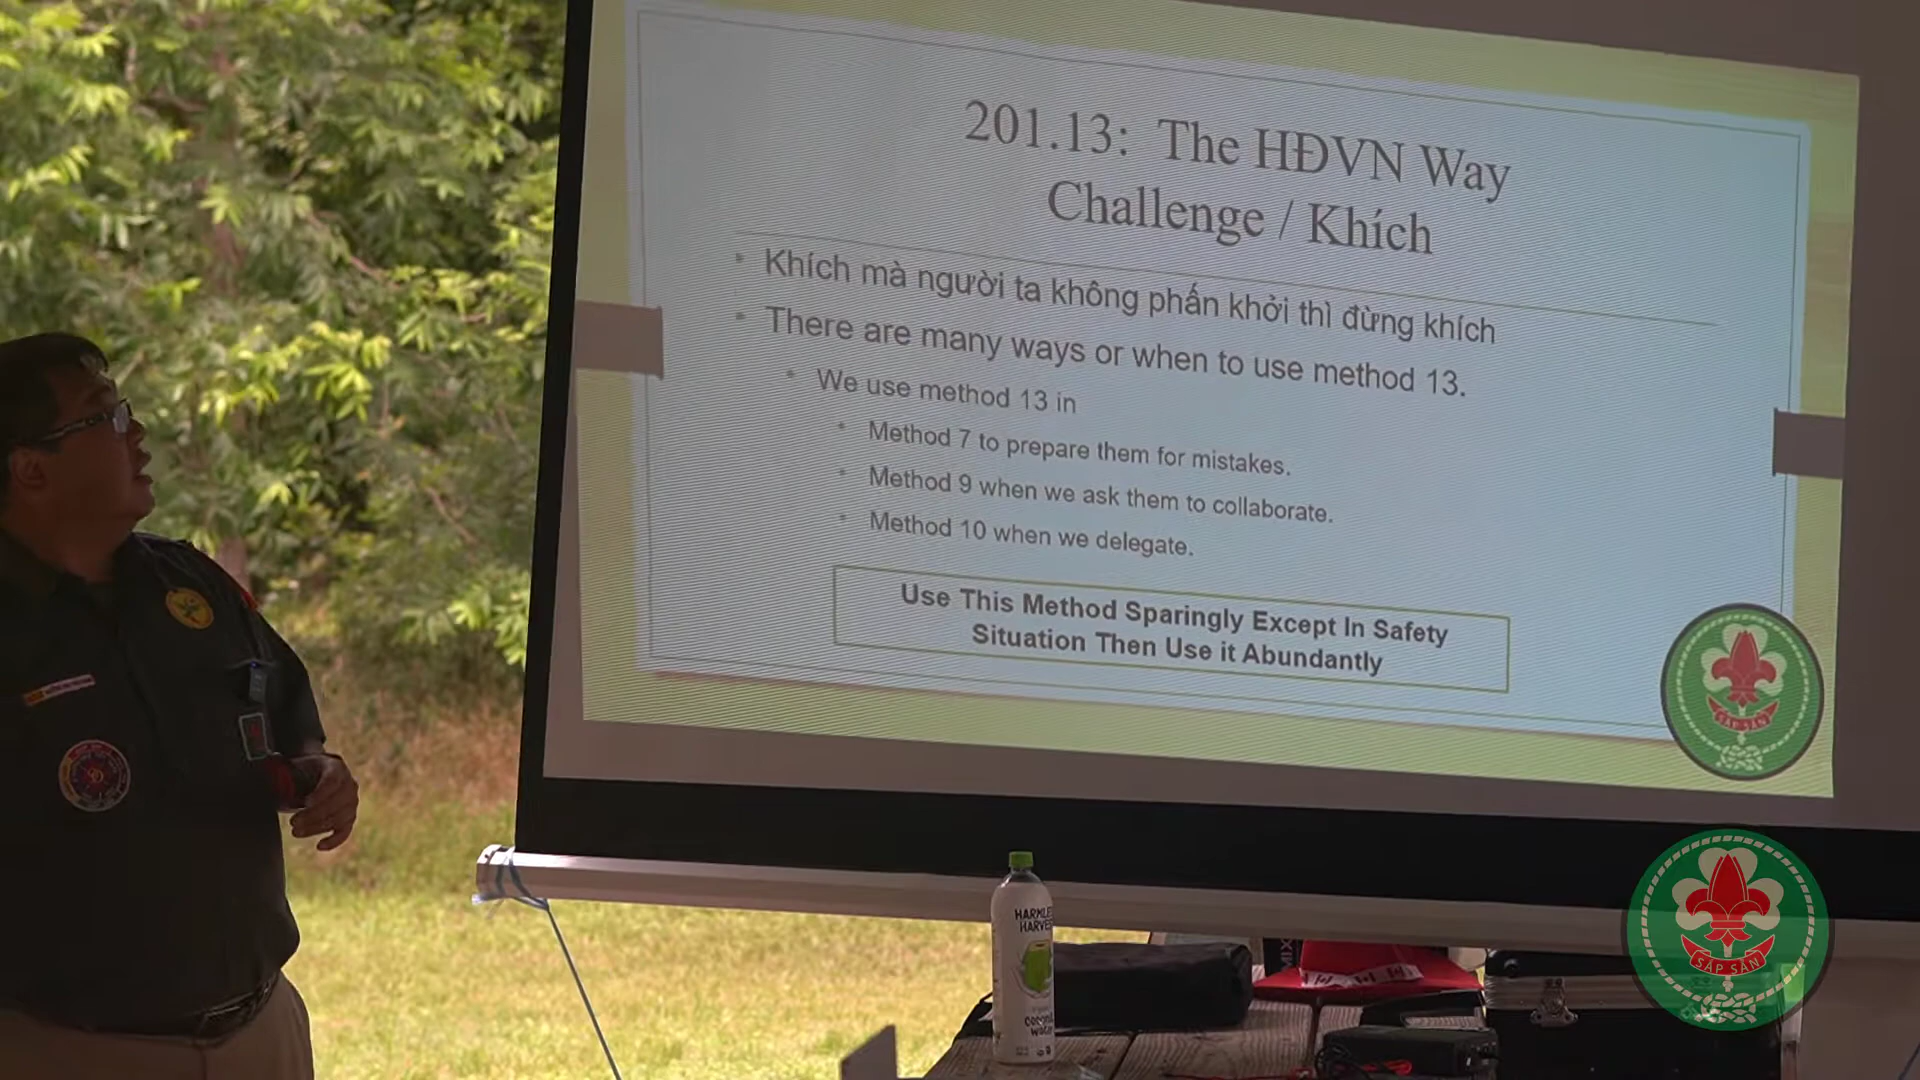 201.13: The HĐVN Way
Challenge / Khích
Khích mà người ta không phấn khởi thì đừng khích
There are many ways or when to use method 13.
We use method 13 in
Method 7 to prepare them for mistakes.
Method 9 when we ask them to collaborate.
Method 10 when we delegate.
Use This Method Sparingly Except In Safety
Situation Then Use it Abundantly
SẮP SẴN
HARMLESS
HARVEST
coconut
water
SẮP SẴN